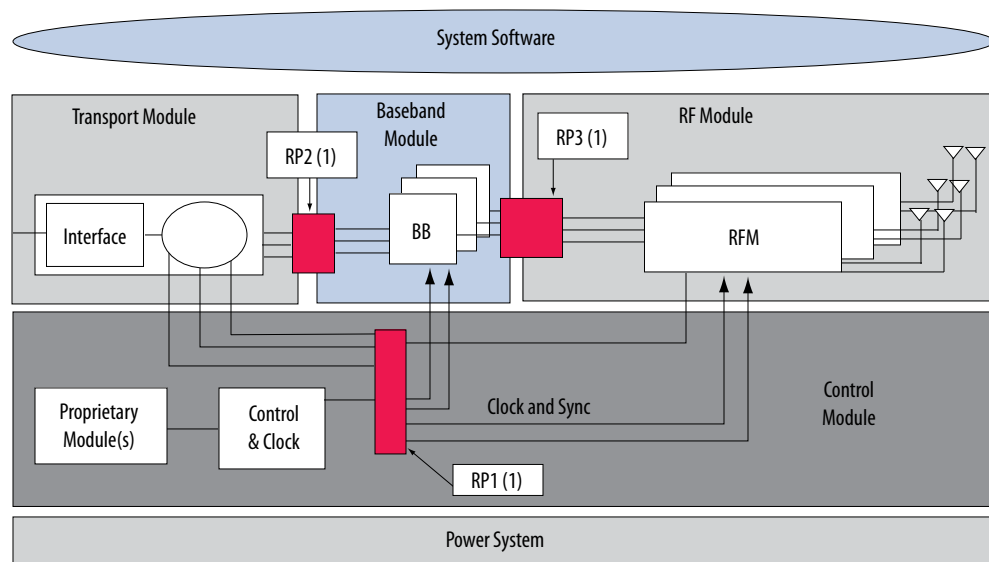 System Software
Transport Module
Baseband
Module
RF Module
RP2 (1)
RP3 (1)
Interface
BB
RFM
Proprietary
Module(s)
Control
& Clock
Clock and Sync
Control
Module
RP1 (1)
Power System